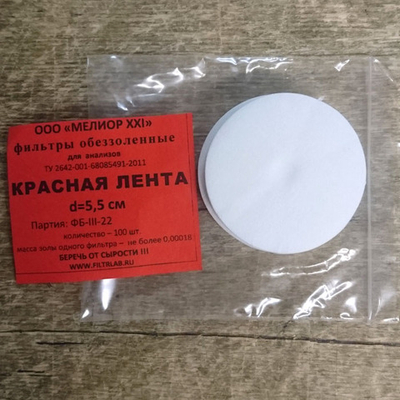 ООО «МЕЛИОР XXI»
фильтры обеззоленные
для анализов
ТУ 2642-001-68085491-2011
КРАСНАЯ ЛЕНТА
d=5,5 см
Партия: ФБ-III-22
количество – 100 шт
масса золы одного фильтра – не более 0,00018
БЕРЕЧЬ ОТ СЫРОСТИ !!!
WWW.FILTRLAB.RU